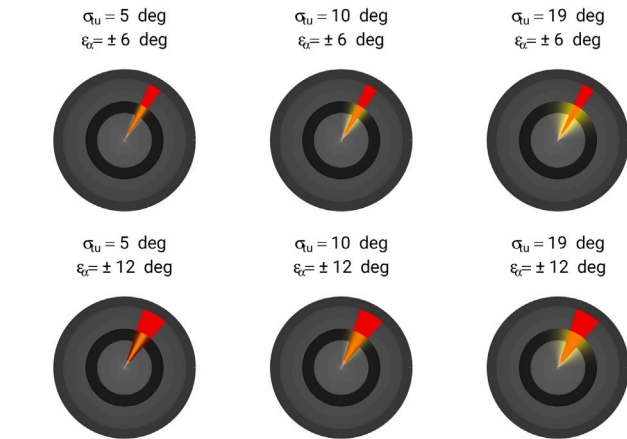 σₜᵤ = 5 deg
εα= ± 6 deg
σₜᵤ = 10 deg
εα= ± 6 deg
σₜᵤ = 19 deg
εα= ± 6 deg
σₜᵤ = 5 deg
εα= ± 12 deg
σₜᵤ = 10 deg
εα= ± 12 deg
σₜᵤ = 19 deg
εα= ± 12 deg